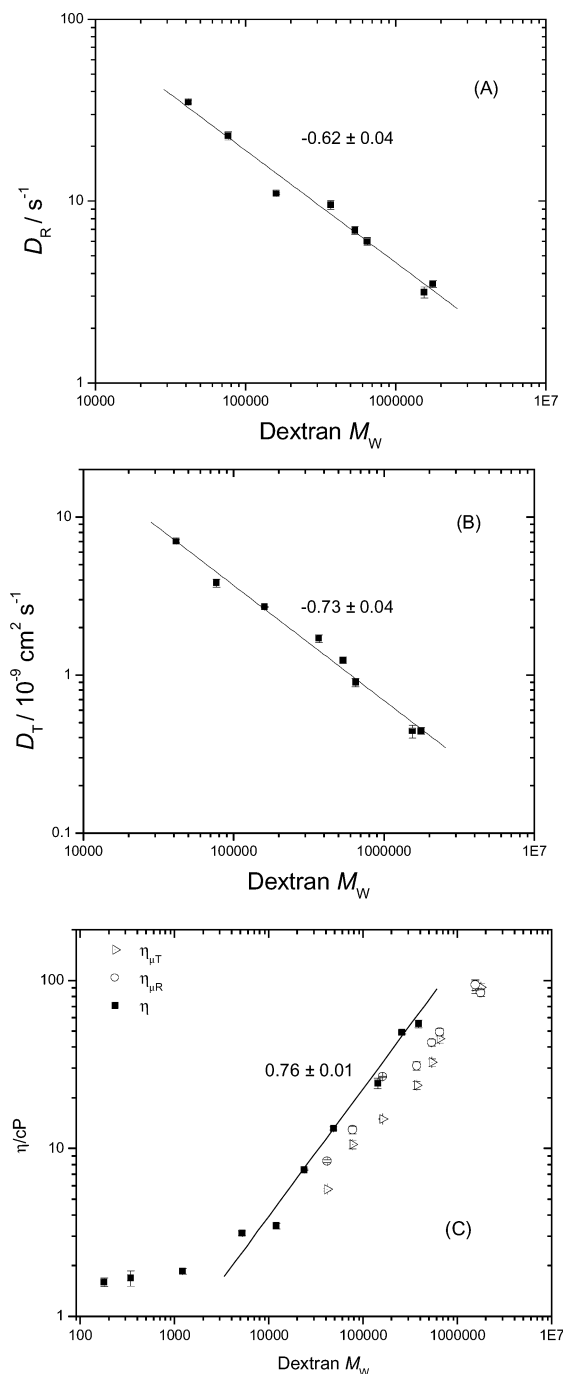 100
(A)
-0.62 ± 0.04
10
D_R / s⁻¹
1
10000 100000 1000000 1E7
Dextran M_W
10
(B)
-0.73 ± 0.04
1
D_T / 10⁻⁹ cm² s⁻¹
0.1
10000 100000 1000000 1E7
Dextran M_W
η_μT
η_μR
η
100
0.76 ± 0.01
η/cP
10
(C)
1
100 1000 10000 100000 1000000 1E7
Dextran M_W